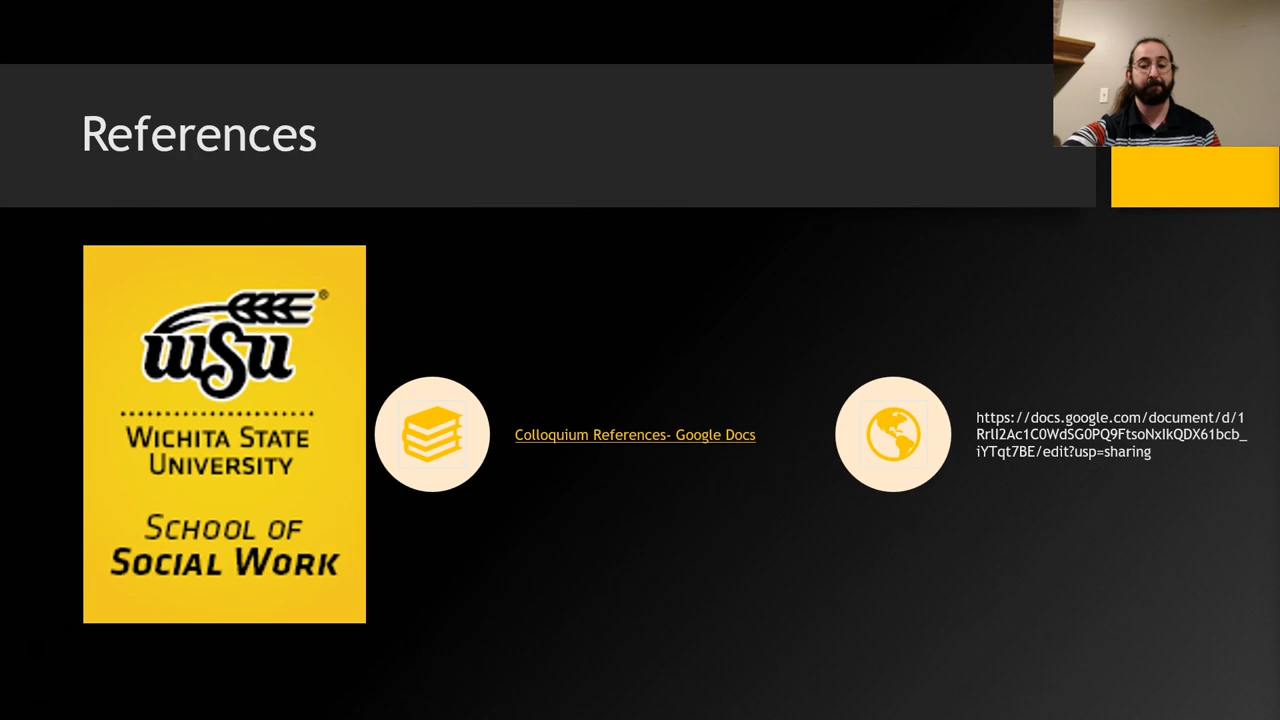 References
WSU®
WICHITA STATE
UNIVERSITY
SCHOOL OF
SOCIAL WORK
Colloquium References- Google Docs
https://docs.google.com/document/d/1
RrlI2Ac1C0WdSG0PQ9FtsoNxIkQDX61bcb_
iYTqt7BE/edit?usp=sharing